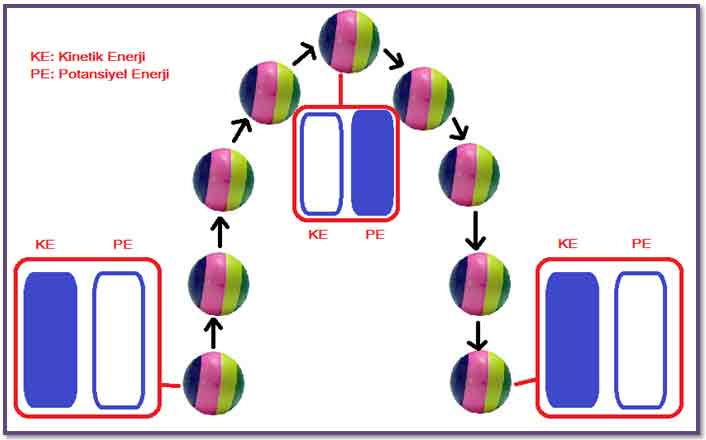 KE: Kinetik Enerji
PE: Potansiyel Enerji
KE PE
KE PE
KE PE